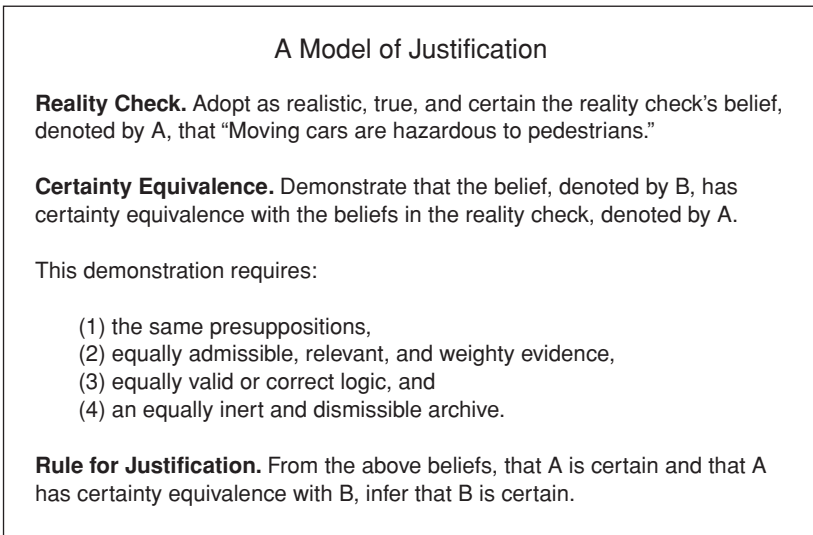 A Model of Justification
Reality Check. Adopt as realistic, true, and certain the reality check's belief,
denoted by A, that “Moving cars are hazardous to pedestrians.”
Certainty Equivalence. Demonstrate that the belief, denoted by B, has
certainty equivalence with the beliefs in the reality check, denoted by A.
This demonstration requires:
(1) the same presuppositions,
(2) equally admissible, relevant, and weighty evidence,
(3) equally valid or correct logic, and
(4) an equally inert and dismissible archive.
Rule for Justification. From the above beliefs, that A is certain and that A
has certainty equivalence with B, infer that B is certain.